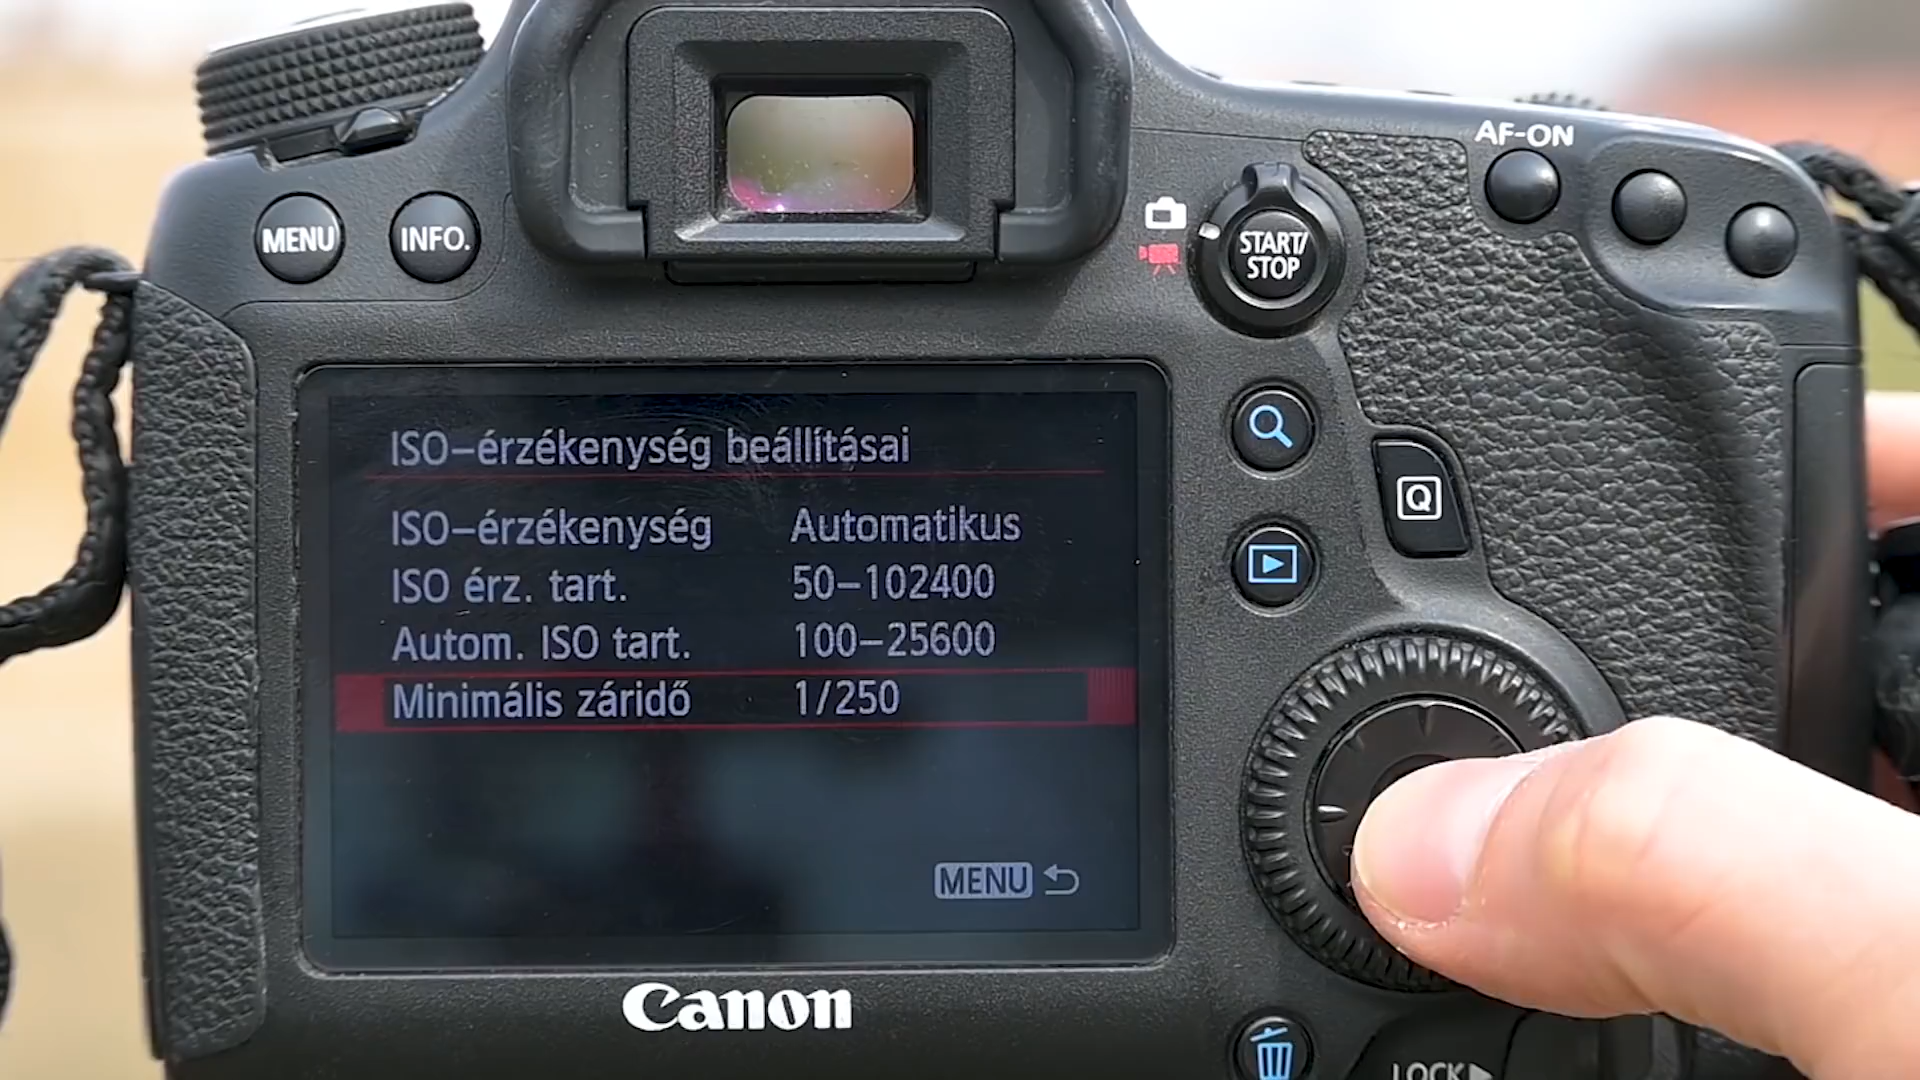 AF-ON
MENU
INFO.
START/
STOP
ISO-érzékenység beállításai
ISO-érzékenység Automatikus
ISO érz. tart. 50-102400
Autom. ISO tart. 100-25600
Minimális záridő 1/250
MENU
Q
Canon
LOCK